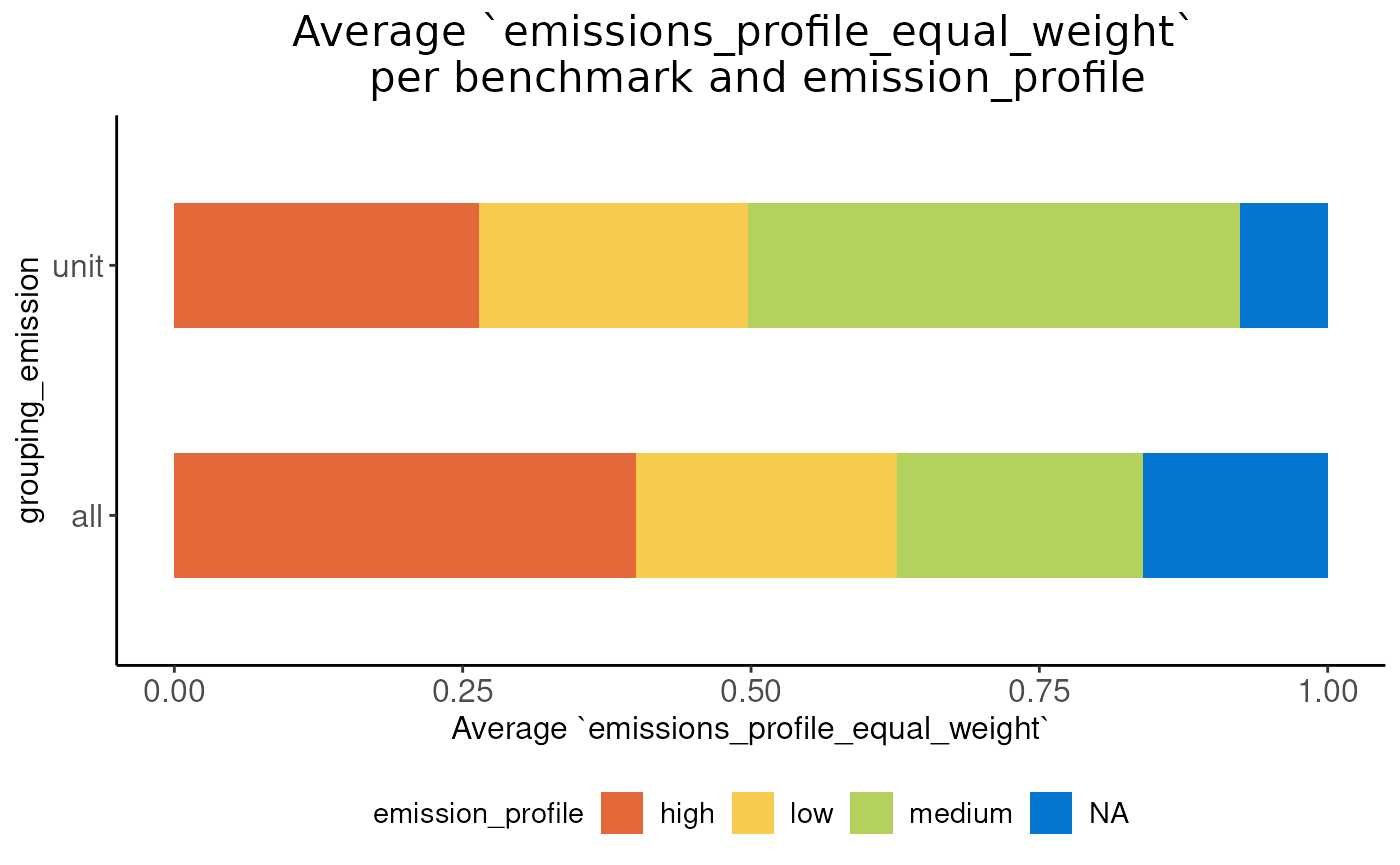 Average `emissions_profile_equal_weight`
per benchmark and emission_profile
grouping_emission
unit
all
0.00 0.25 0.50 0.75 1.00
Average `emissions_profile_equal_weight`
emission_profile high low medium NA